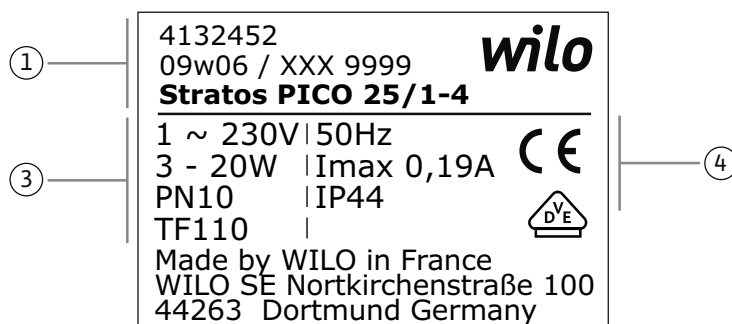 4132452
wilo
09w06 / XXX 9999
Stratos PICO 25/1-4
1
1 ~ 230V 50Hz
3 - 20W Imax 0,19A
CE
4
3
PN10 IP44
DVE
TF110
Made by WILO in France
WILO SE Nortkirchenstraße 100
44263 Dortmund Germany